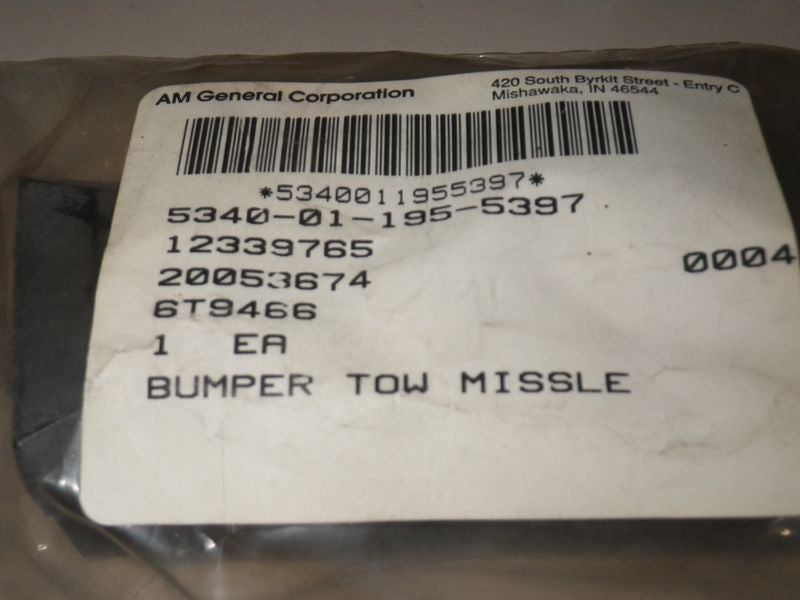 AM General Corporation
420 South Byrkit Street - Entry C
Mishawaka, IN 46544
*5340011955397*
5340-01-195-5397
12339765
0004
20053674
6T9466
1 EA
BUMPER TOW MISSLE